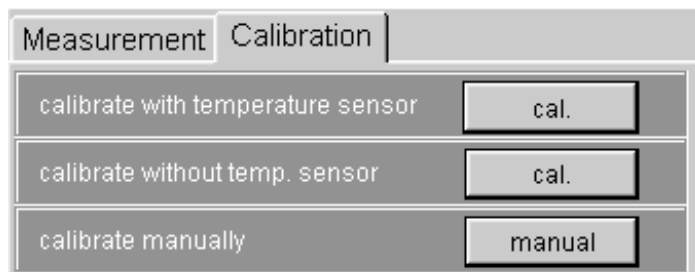 Measurement Calibration
calibrate with temperature sensor cal.
calibrate without temp. sensor cal.
calibrate manually manual